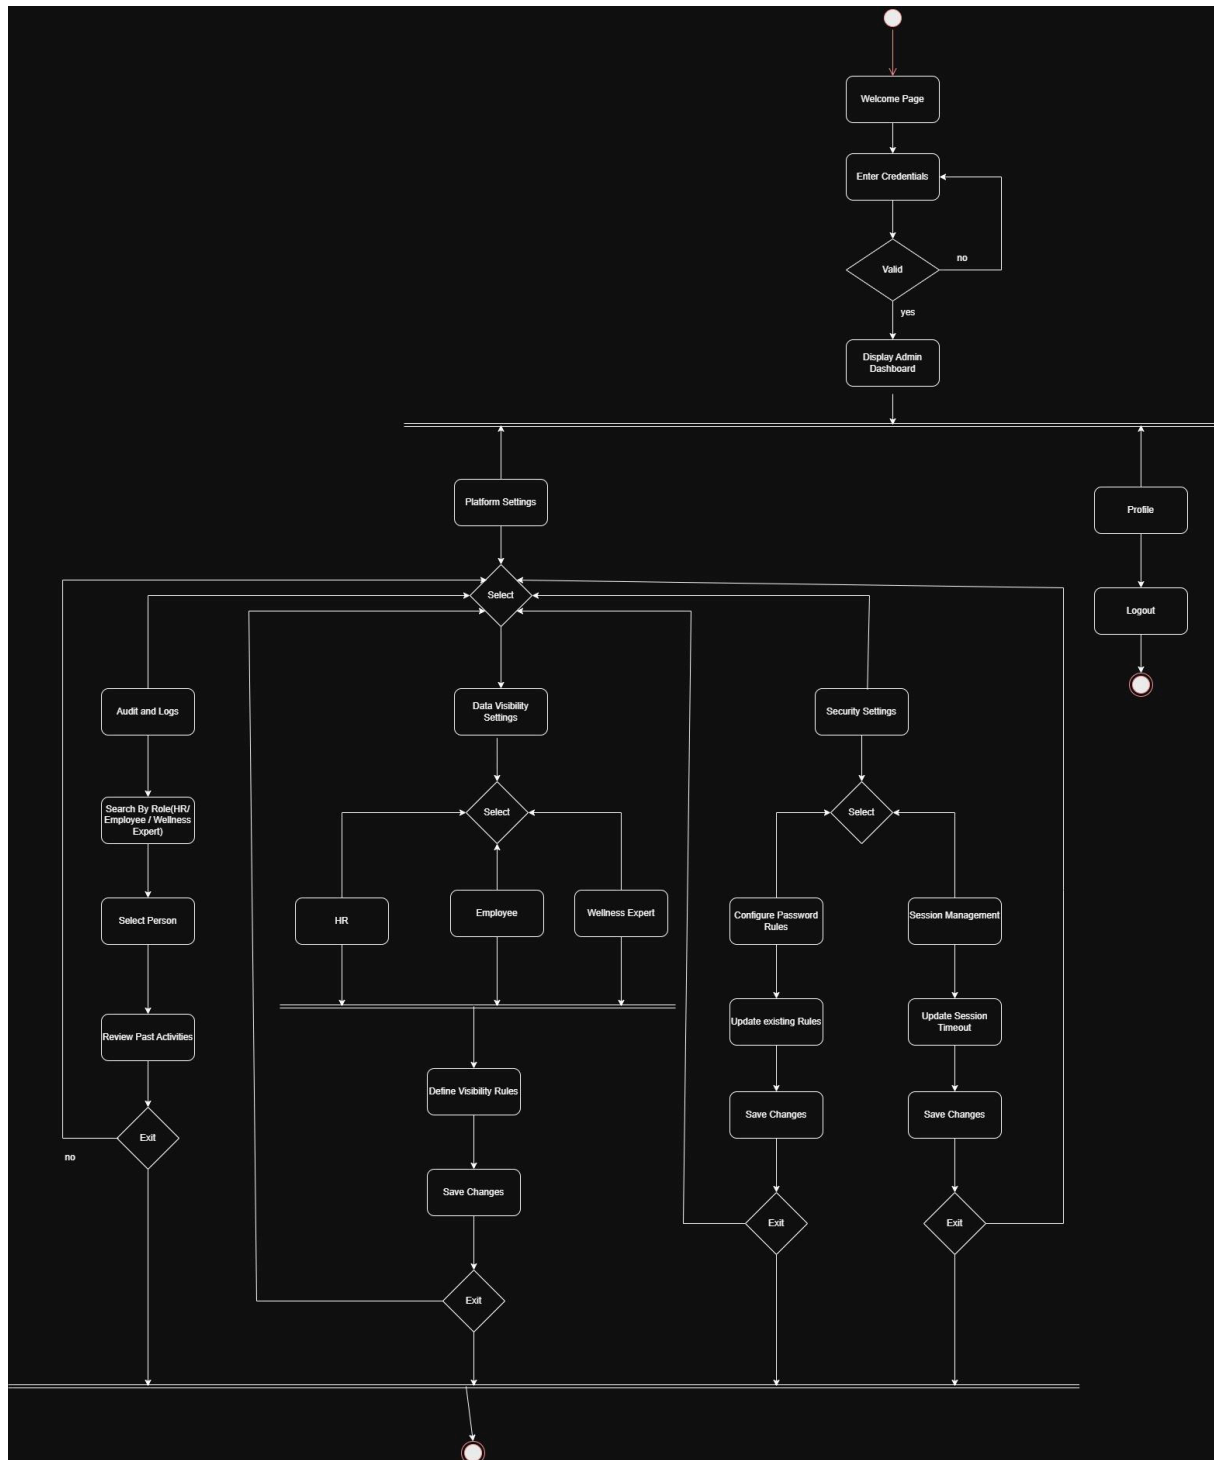 Welcome Page
Enter Credentials
Valid
no
yes
Display Admin
Dashboard
Platform Settings
Profile
Select
Logout
Audit and Logs
Data Visibility
Settings
Security Settings
Search By Role(HR/
Employee / Wellness
Expert)
Select
Select
Select Person
HR
Employee
Wellness Expert
Configure Password
Rules
Session Management
Review Past Activities
Update existing Rules
Update Session
Timeout
Define Visibility Rules
Save Changes
Save Changes
Exit
no
Save Changes
Exit
Exit
Exit